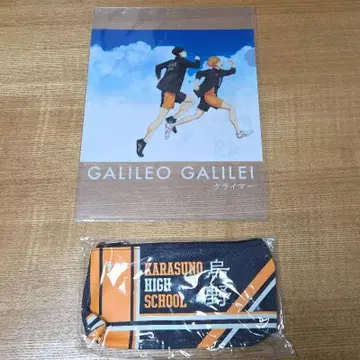 GALILEO GALILEI
クライマー
KARASUNO
HIGH
SCHOOL
烏野